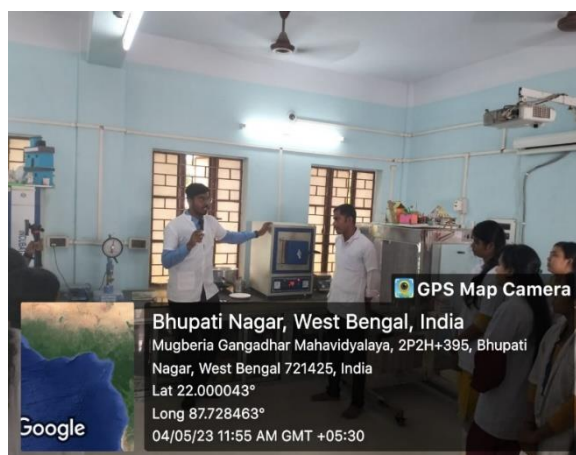 GPS Map Camera
Bhupati Nagar, West Bengal, India
Mugberia Gangadhar Mahavidyalaya, 2P2H+395, Bhupati
Nagar, West Bengal 721425, India
Lat 22.000043°
Long 87.728463°
04/05/23 11:55 AM GMT +05:30
Google